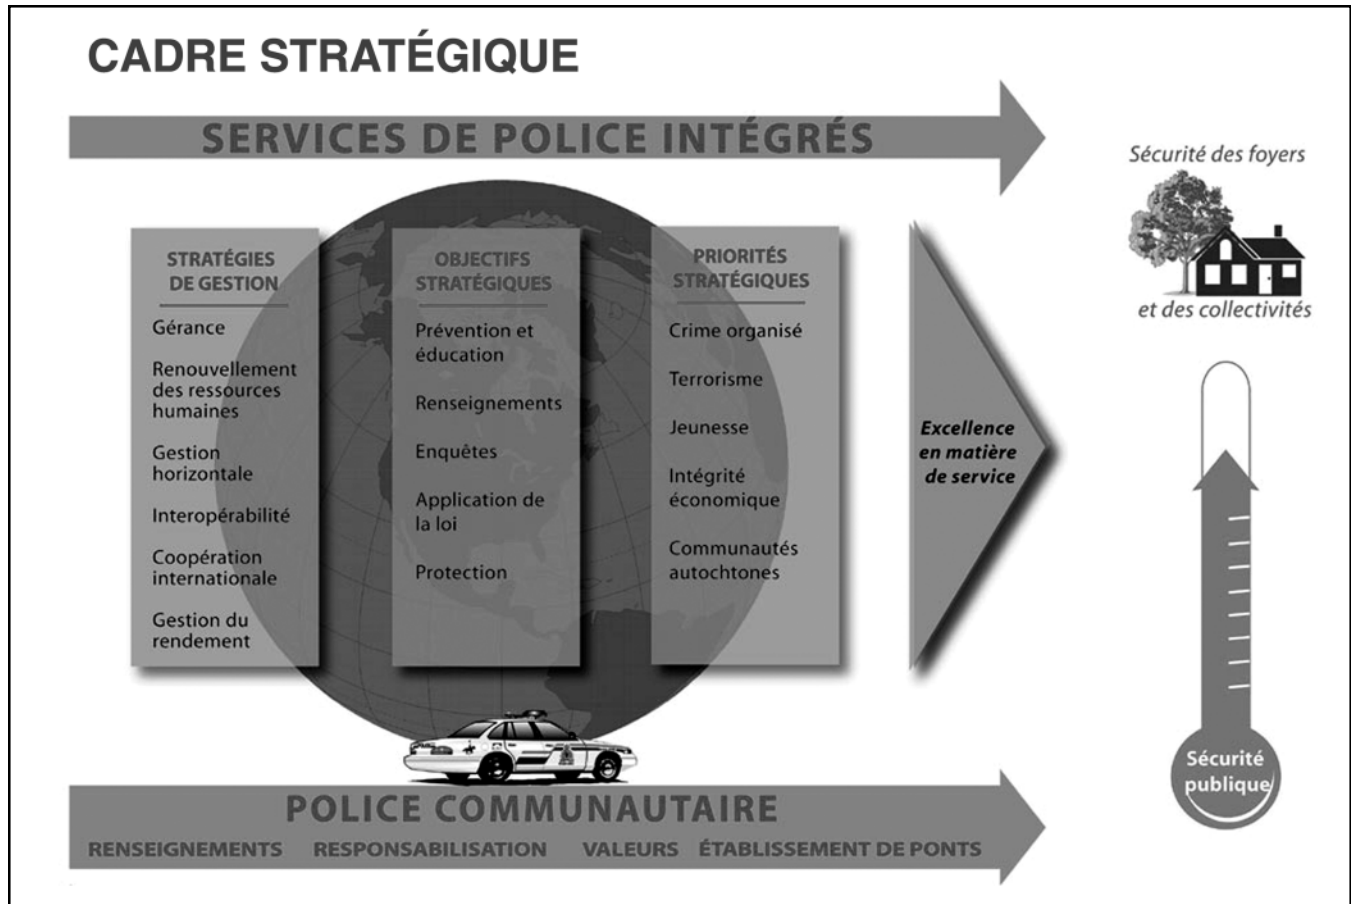 CADRE STRATÉGIQUE
SERVICES DE POLICE INTÉGRÉS
Sécurité des foyers
et des collectivités
STRATÉGIES
DE GESTION
Gérance
Renouvellement
des ressources
humaines
Gestion
horizontale
Interopérabilité
Coopération
internationale
Gestion du
rendement
OBJECTIFS
STRATÉGIQUES
Prévention et
éducation
Renseignements
Enquêtes
Application de
la loi
Protection
PRIORITÉS
STRATÉGIQUES
Crime organisé
Terrorisme
Jeunesse
Intégrité
économique
Communautés
autochtones
Excellence
en matière
de service
Sécurité
publique
POLICE COMMUNAUTAIRE
RENSEIGNEMENTS RESPONSABILISATION VALEURS ÉTABLISSEMENT DE PONTS